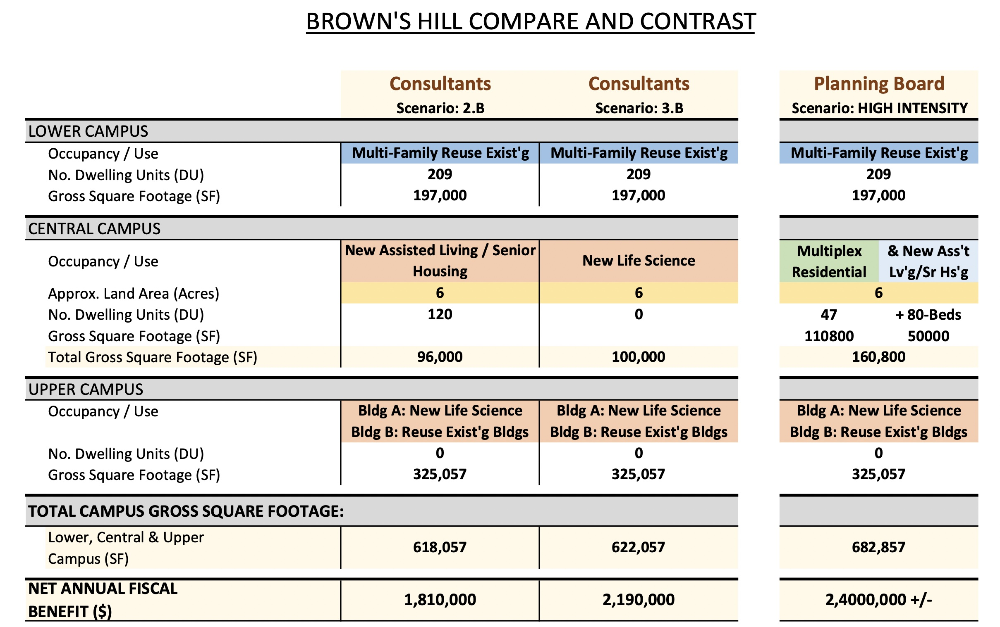 BROWN'S HILL COMPARE AND CONTRAST
Consultants Consultants Planning Board
Scenario: 2.B Scenario: 3.B Scenario: HIGH INTENSITY
LOWER CAMPUS
Occupancy / Use Multi-Family Reuse Exist'g Multi-Family Reuse Exist'g Multi-Family Reuse Exist'g
No. Dwelling Units (DU) 209 209 209
Gross Square Footage (SF) 197,000 197,000 197,000
CENTRAL CAMPUS
Occupancy / Use
New Assisted Living / Senior
Housing
New Life Science
Multiplex
Residential
& New Ass't
Lv'g/Sr Hs'g
Approx. Land Area (Acres) 6 6 6
No. Dwelling Units (DU) 120 0 47 + 80-Beds
Gross Square Footage (SF) 110800 50000
Total Gross Square Footage (SF) 96,000 100,000 160,800
UPPER CAMPUS
Occupancy / Use Bldg A: New Life Science Bldg A: New Life Science Bldg A: New Life Science
Bldg B: Reuse Exist'g Bldgs Bldg B: Reuse Exist'g Bldgs Bldg B: Reuse Exist'g Bldgs
No. Dwelling Units (DU) 0 0 0
Gross Square Footage (SF) 325,057 325,057 325,057
TOTAL CAMPUS GROSS SQUARE FOOTAGE:
Lower, Central & Upper
Campus (SF)
618,057 622,057 682,857
NET ANNUAL FISCAL
BENEFIT ($)
1,810,000 2,190,000 2,4000,000 +/-